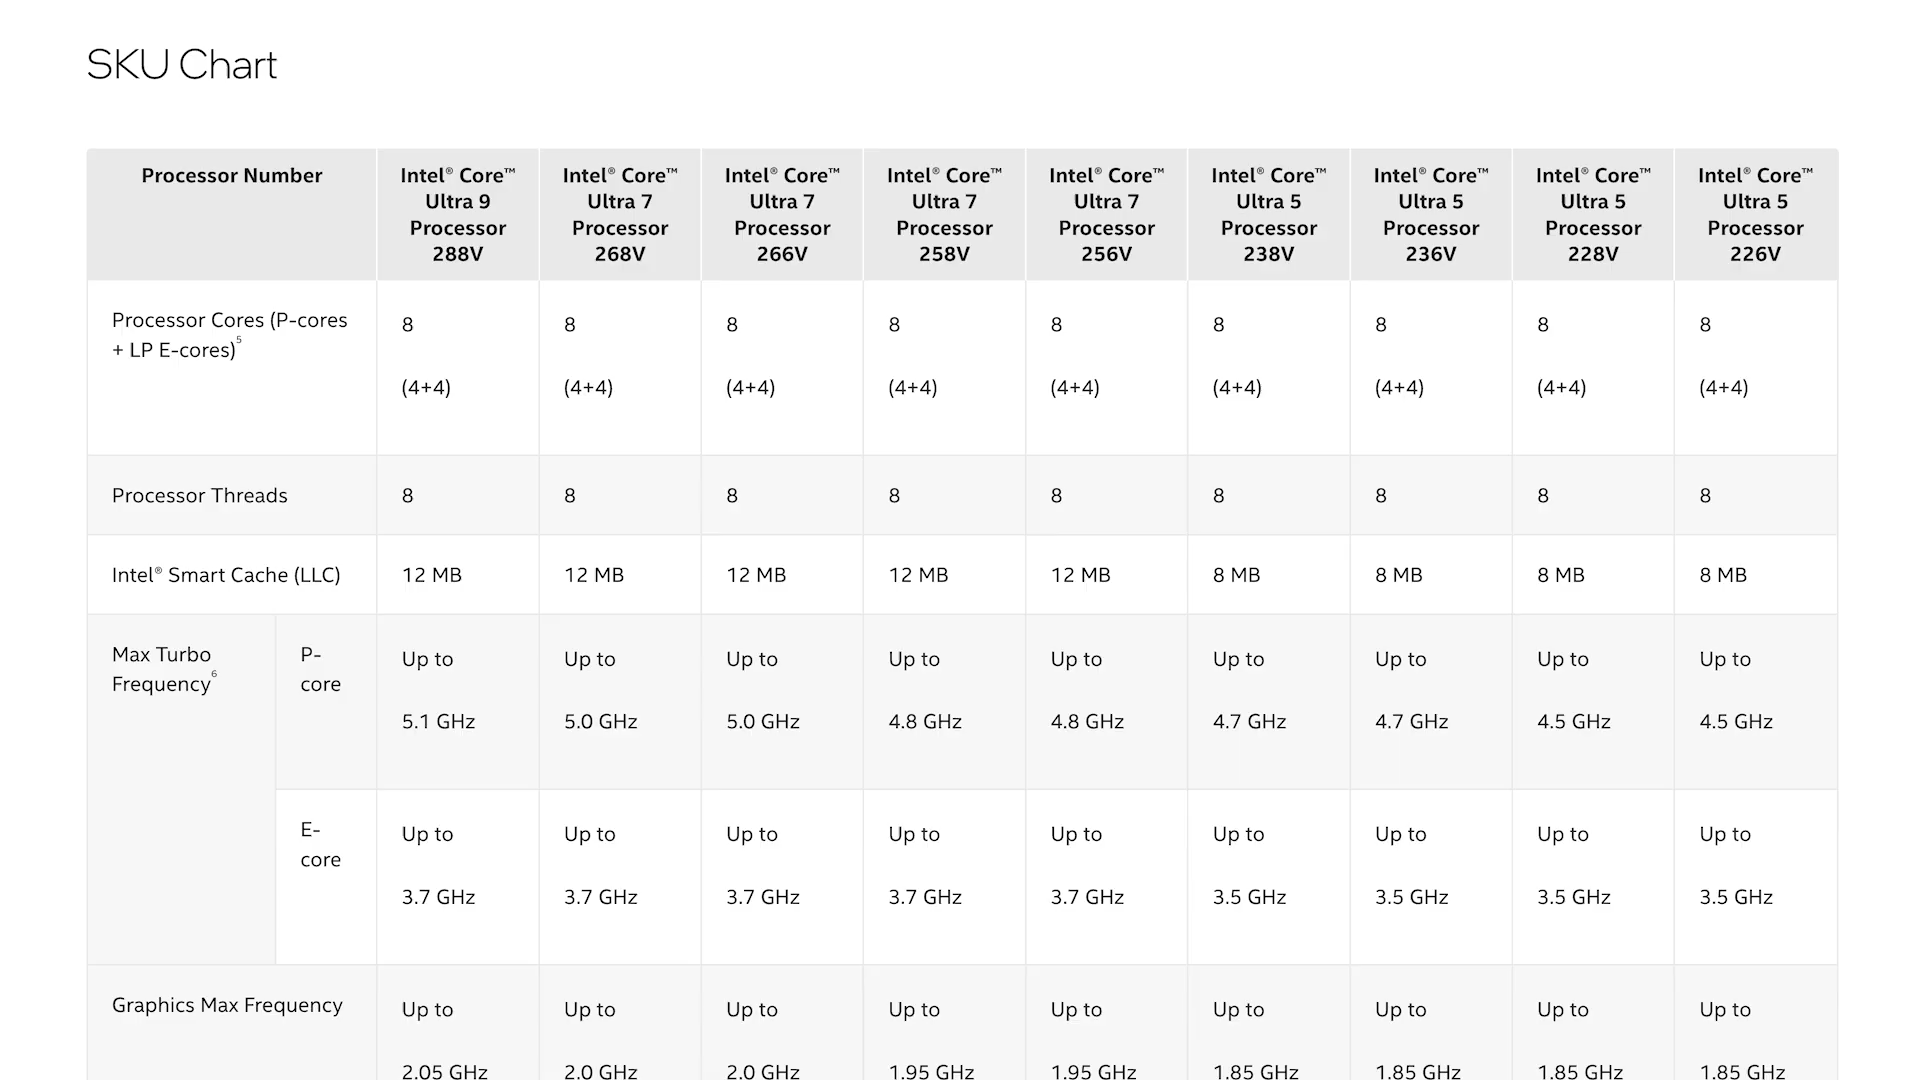 SKU Chart
Processor Number
Intel® Core™
Ultra 9
Processor
288V
Intel® Core™
Ultra 7
Processor
268V
Intel® Core™
Ultra 7
Processor
266V
Intel® Core™
Ultra 7
Processor
258V
Intel® Core™
Ultra 7
Processor
256V
Intel® Core™
Ultra 5
Processor
238V
Intel® Core™
Ultra 5
Processor
236V
Intel® Core™
Ultra 5
Processor
228V
Intel® Core™
Ultra 5
Processor
226V
Processor Cores (P-cores
+ LP E-cores)5
8 8 8 8 8 8 8 8 8
(4+4) (4+4) (4+4) (4+4) (4+4) (4+4) (4+4) (4+4) (4+4)
Processor Threads 8 8 8 8 8 8 8 8 8
Intel® Smart Cache (LLC) 12 MB 12 MB 12 MB 12 MB 12 MB 8 MB 8 MB 8 MB 8 MB
Max Turbo
Frequency6
P-
core
Up to Up to Up to Up to Up to Up to Up to Up to Up to
5.1 GHz 5.0 GHz 5.0 GHz 4.8 GHz 4.8 GHz 4.7 GHz 4.7 GHz 4.5 GHz 4.5 GHz
E-
core
Up to Up to Up to Up to Up to Up to Up to Up to Up to
3.7 GHz 3.7 GHz 3.7 GHz 3.7 GHz 3.7 GHz 3.5 GHz 3.5 GHz 3.5 GHz 3.5 GHz
Graphics Max Frequency
Up to Up to Up to Up to Up to Up to Up to Up to Up to
2.05 GHz 2.0 GHz 2.0 GHz 1.95 GHz 1.95 GHz 1.85 GHz 1.85 GHz 1.85 GHz 1.85 GHz